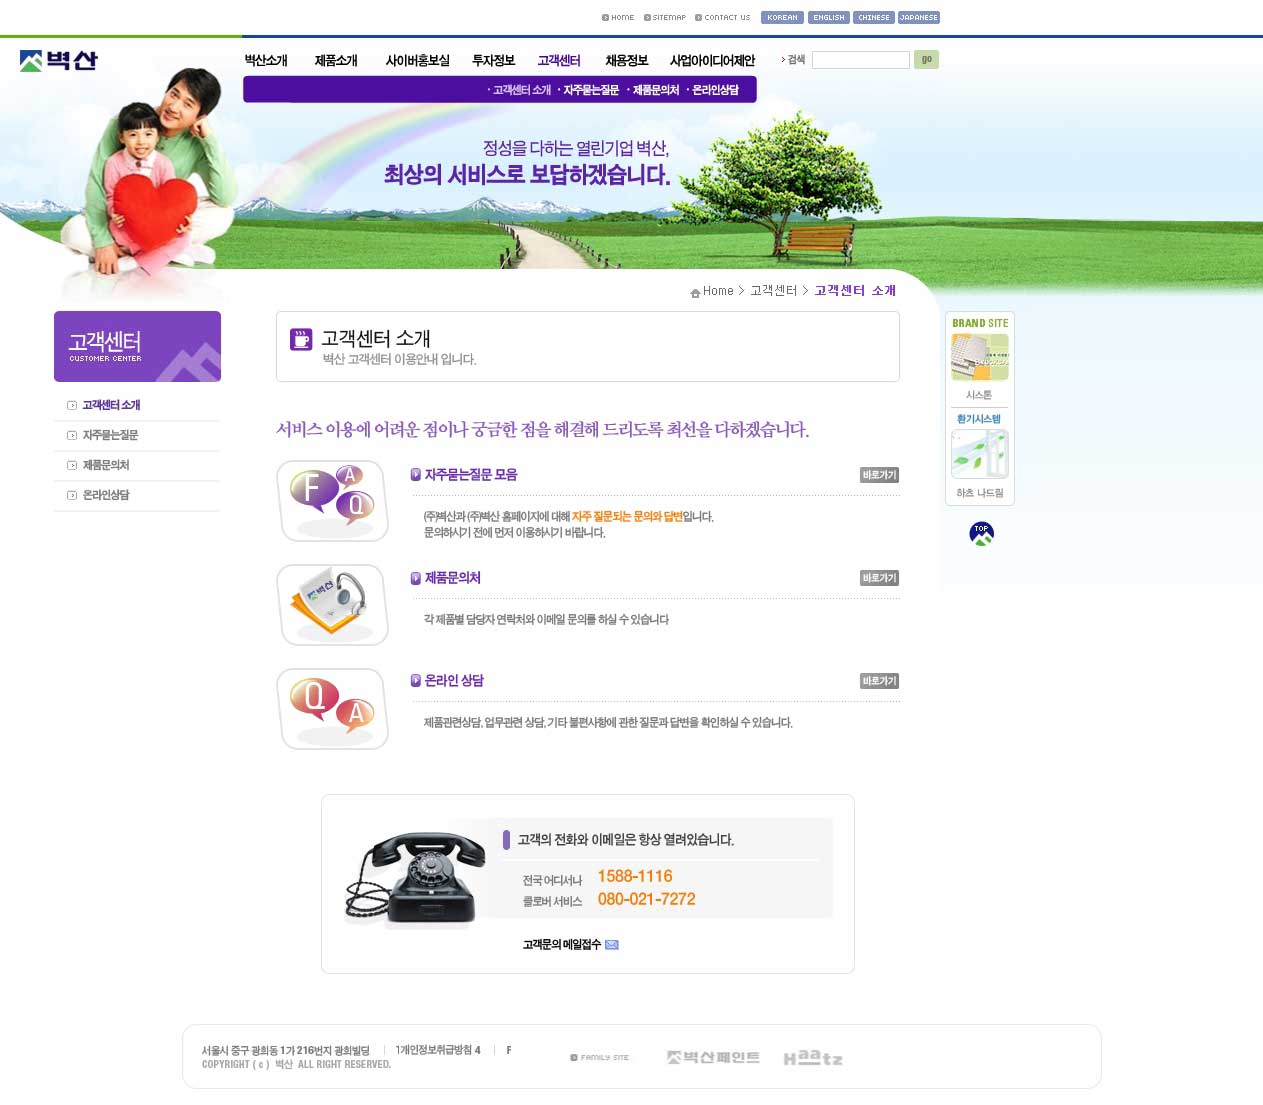 HOME SITEMAP CONTACT US KOREAN ENGLISH CHINESE JAPANESE
벽산
벽산소개 제품소개 사이버홍보실 투자정보 고객센터 채용정보 사업아이디어제안 검색 go
· 고객센터 소개 · 자주묻는질문 · 제품문의처 · 온라인상담
정성을 다하는 열린기업 벽산,
최상의 서비스로 보답하겠습니다.
Home > 고객센터 > 고객센터 소개
고객센터
CUSTOMER CENTER
고객센터 소개
자주묻는질문
제품문의처
온라인상담
고객센터 소개
벽산 고객센터 이용안내 입니다.
서비스 이용에 어려운 점이나 궁금한 점을 해결해 드리도록 최선을 다하겠습니다.
F A Q
자주묻는질문 모음 바로가기
(주)벽산과 (주)벽산 홈페이지에 대해 자주 질문되는 문의와 답변입니다.
문의하시기 전에 먼저 이용하시기 바랍니다.
벽산
제품문의처 바로가기
각 제품별 담당자 연락처와 이메일 문의를 하실 수 있습니다
Q A
온라인 상담 바로가기
제품관련상담, 업무관련 상담, 기타 불편사항에 관한 질문과 답변을 확인하실 수 있습니다.
BRAND SITE
시스톤
환기시스템
하츠 나드릴
TOP
고객의 전화와 이메일은 항상 열려있습니다.
전국 어디서나 1588-1116
클로버 서비스 080-021-7272
고객문의 메일접수
서울시 중구 광희동 1가 216번지 광희빌딩 1개인정보취급방침 4 F
COPYRIGHT ( c ) 벽산 ALL RIGHT RESERVED.
FAMILY SITE 벽산페인트 Haatz